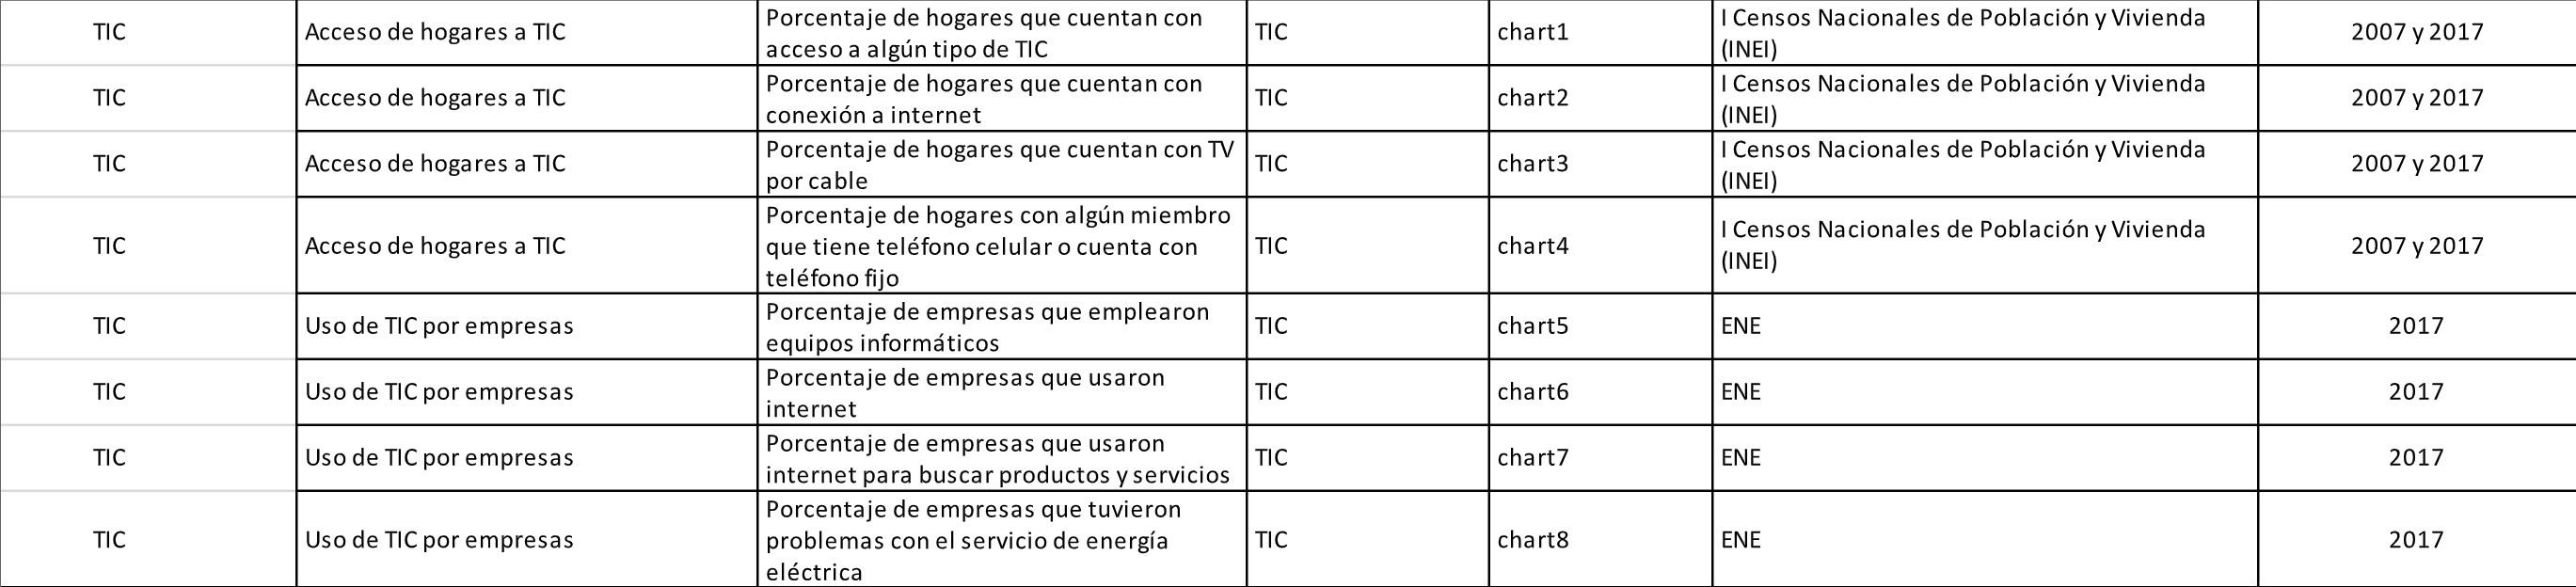 TIC
Acceso de hogares a TIC
Porcentaje de hogares que cuentan con
acceso a algún tipo de TIC
TIC
chart1
I Censos Nacionales de Población y Vivienda
(INEI)
2007 y 2017
TIC
Acceso de hogares a TIC
Porcentaje de hogares que cuentan con
conexión a internet
TIC
chart2
I Censos Nacionales de Población y Vivienda
(INEI)
2007 y 2017
TIC
Acceso de hogares a TIC
Porcentaje de hogares que cuentan con TV
por cable
TIC
chart3
I Censos Nacionales de Población y Vivienda
(INEI)
2007 y 2017
TIC
Acceso de hogares a TIC
Porcentaje de hogares con algún miembro
que tiene teléfono celular o cuenta con
teléfono fijo
TIC
chart4
I Censos Nacionales de Población y Vivienda
(INEI)
2007 y 2017
TIC
Uso de TIC por empresas
Porcentaje de empresas que emplearon
equipos informáticos
TIC
chart5
ENE
2017
TIC
Uso de TIC por empresas
Porcentaje de empresas que usaron
internet
TIC
chart6
ENE
2017
TIC
Uso de TIC por empresas
Porcentaje de empresas que usaron
internet para buscar productos y servicios
TIC
chart7
ENE
2017
TIC
Uso de TIC por empresas
Porcentaje de empresas que tuvieron
problemas con el servicio de energía
eléctrica
TIC
chart8
ENE
2017